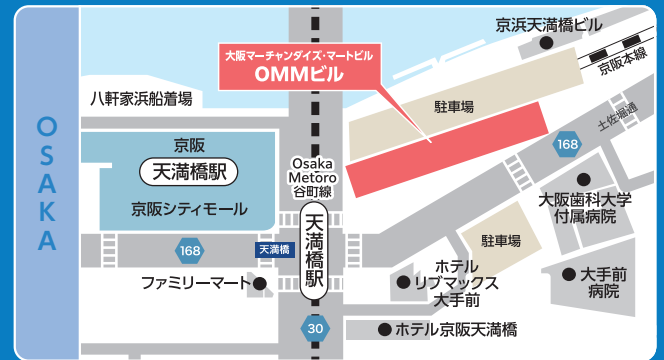 OSAKA
京浜天満橋ビル
大阪マーチャンダイズ・マートビル
OMMビル
京阪本線
八軒家浜船着場
駐車場
土佐堀通
168
京阪
天満橋駅
京阪シティモール
Osaka
Metoro
谷町線
天満橋駅
大阪歯科大学
付属病院
168
天満橋
駐車場
ファミリーマート
ホテル
リブマックス
大手前
大手前
病院
30
ホテル京阪天満橋